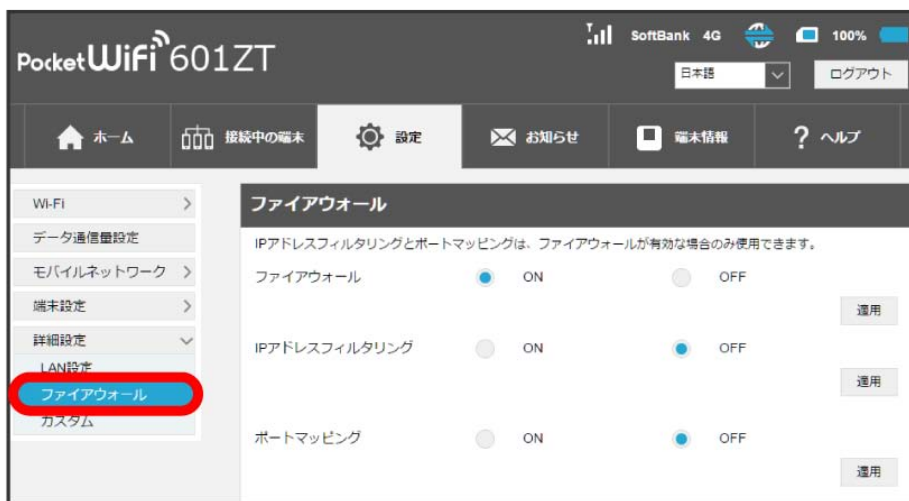 SoftBank 4G 100%
PocketWiFi 601ZT
日本語 ログアウト
ホーム 接続中の端末 設定 お知らせ 端末情報 ? ヘルプ
Wi-Fi
データ通信量設定
モバイルネットワーク
端末設定
詳細設定
LAN設定
ファイアウォール
カスタム
ファイアウォール
IPアドレスフィルタリングとポートマッピングは、ファイアウォールが有効な場合のみ使用できます。
ファイアウォール ON OFF
適用
IPアドレスフィルタリング ON OFF
適用
ポートマッピング ON OFF
適用